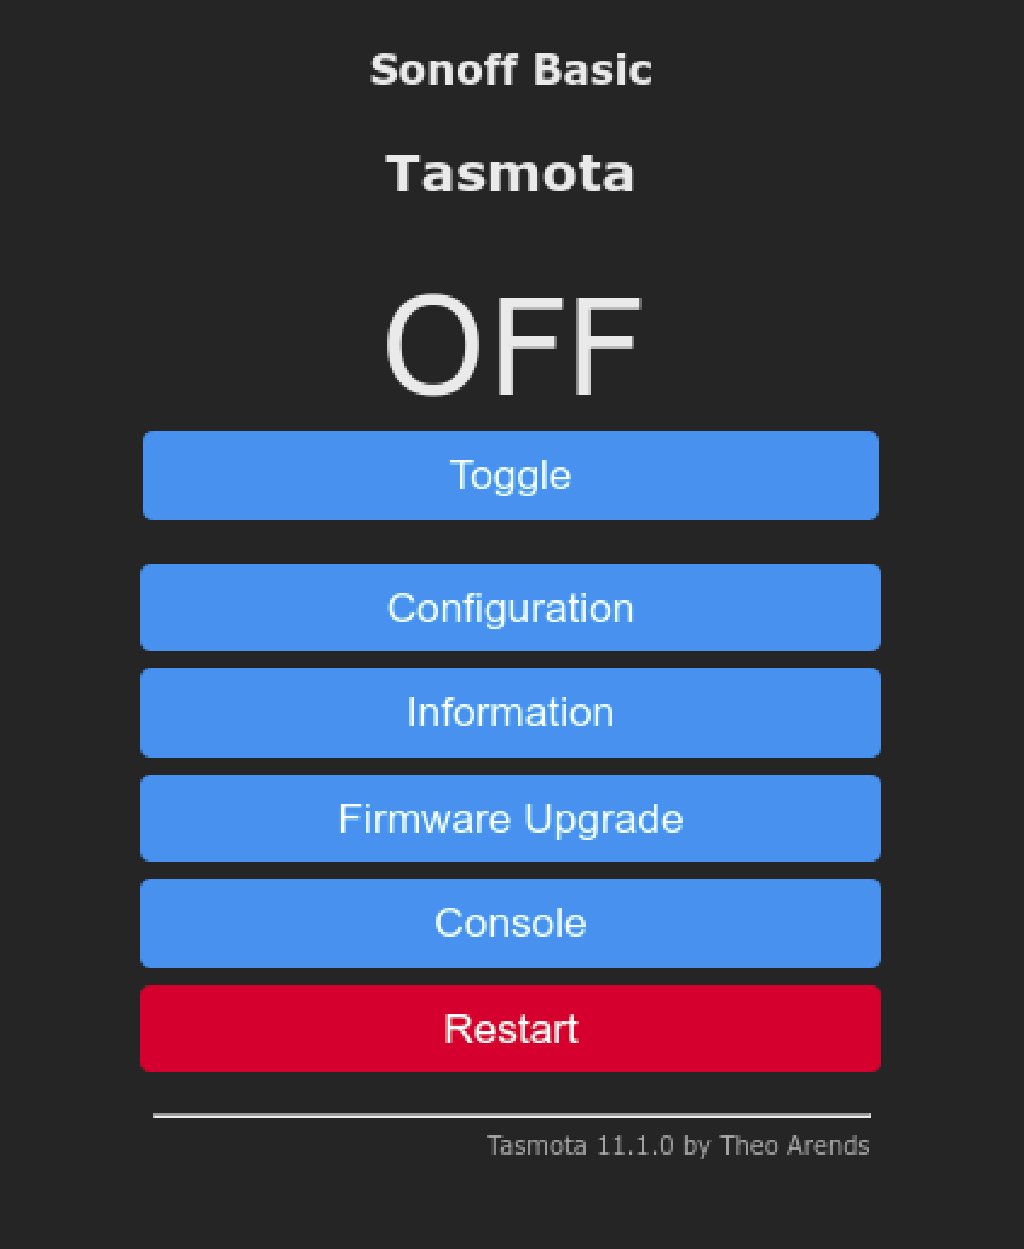 Sonoff Basic
Tasmota
OFF
Toggle
Configuration
Information
Firmware Upgrade
Console
Restart
Tasmota 11.1.0 by Theo Arends